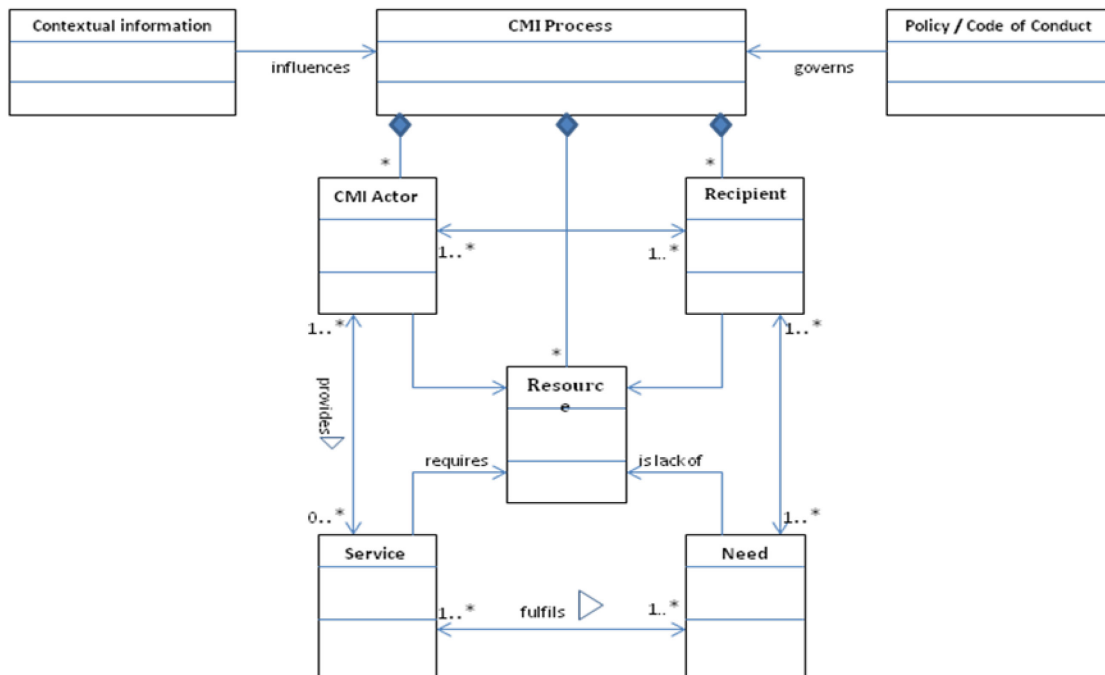 Contextual information
CMI Process
Policy / Code of Conduct
influences
governs
*
*
CMI Actor
Recipient
1..*
1..*
1..*
1..*
*
Resourc
e
provides
requires
is lack of
0..*
1..*
Service
Need
1..*
fulfils
1..*